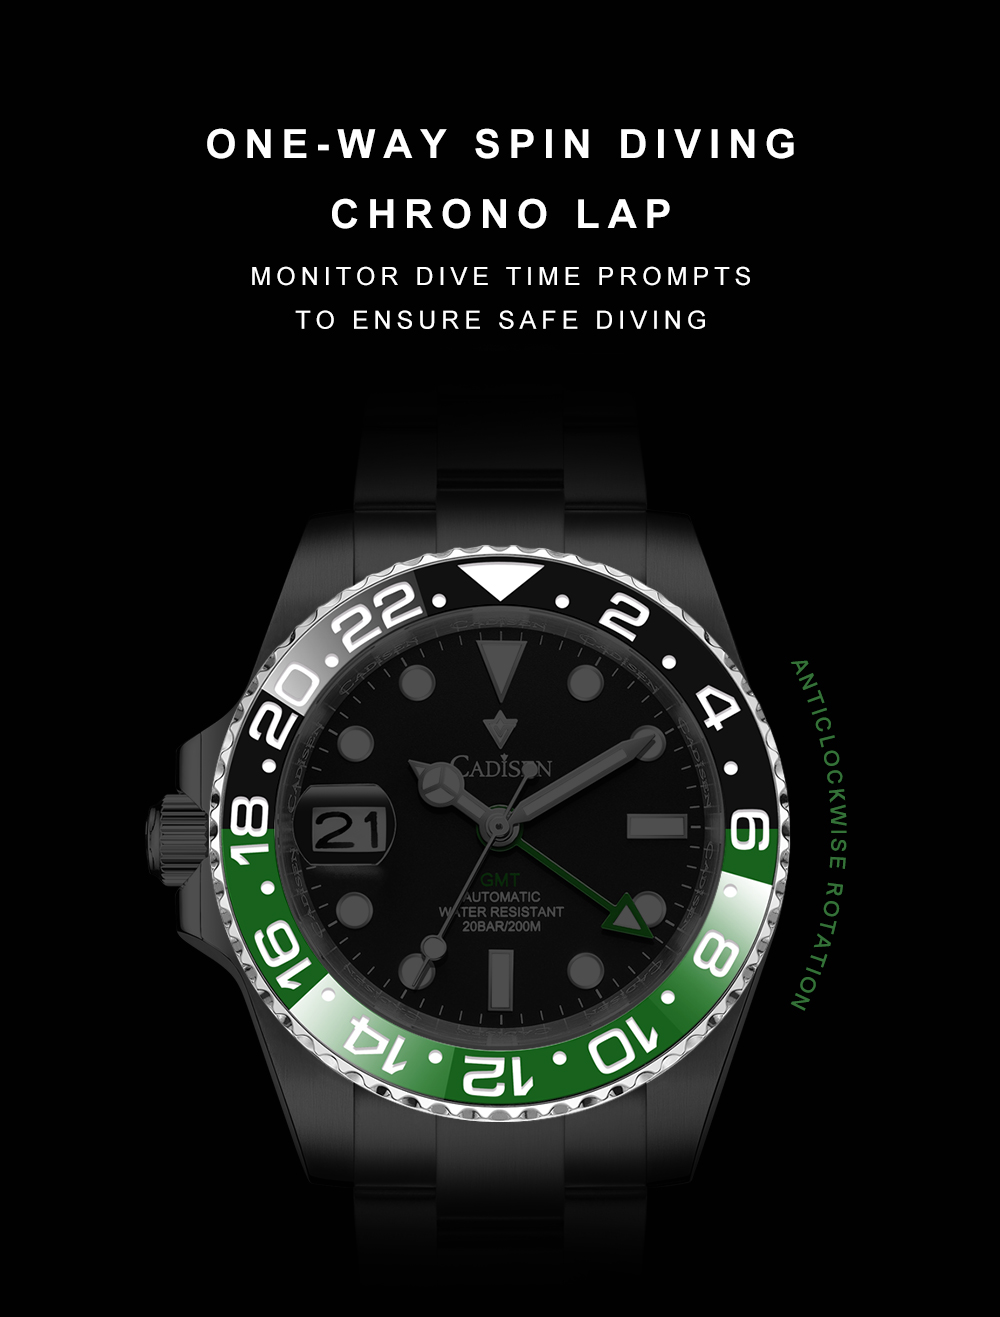 ONE-WAY SPIN DIVING
CHRONO LAP
MONITOR DIVE TIME PROMPTS
TO ENSURE SAFE DIVING
2
4
6
8
10
12
14
16
18
20
22
CADISEN
21
GMT
AUTOMATIC
WATER RESISTANT
20BAR/200M
ANTICLOCKWISE ROTATION